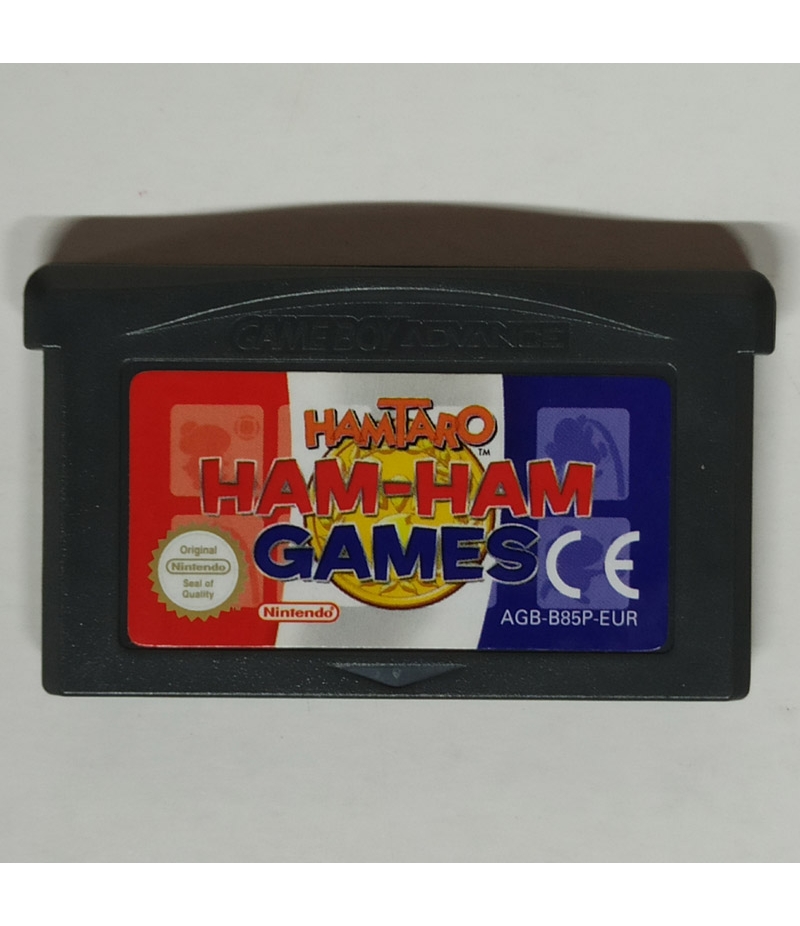 GAME BOY ADVANCE
HAMTARO
TM
HAM-HAM
GAMES
Original
Nintendo
Seal of
Quality
Nintendo
CE
AGB-B85P-EUR